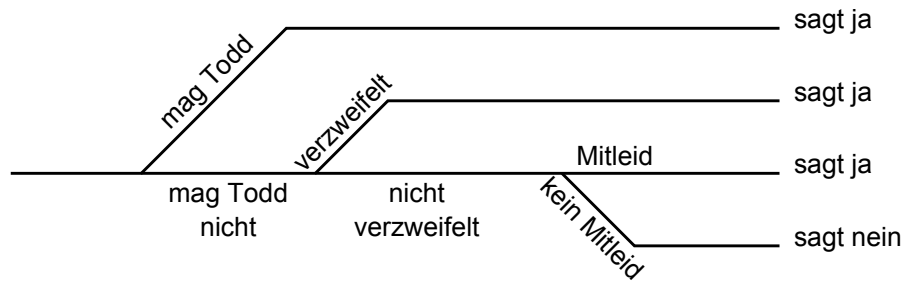 mag Todd
sagt ja
verzweifelt
sagt ja
Mitleid
sagt ja
mag Todd
nicht
nicht
verzweifelt
kein Mitleid
sagt nein